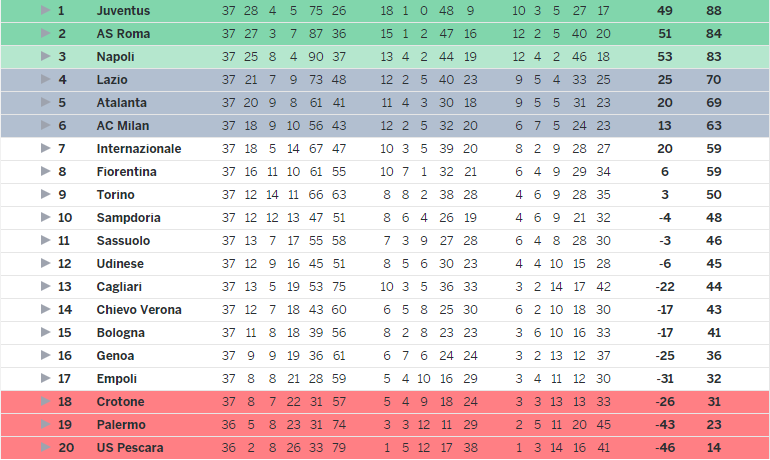 1 Juventus 37 28 4 5 75 26 18 1 0 48 9 10 3 5 27 17 49 88
2 AS Roma 37 27 3 7 87 36 15 1 2 47 16 12 2 5 40 20 51 84
3 Napoli 37 25 8 4 90 37 13 4 2 44 19 12 4 2 46 18 53 83
4 Lazio 37 21 7 9 73 48 12 2 5 40 23 9 5 4 33 25 25 70
5 Atalanta 37 20 9 8 61 41 11 4 3 30 18 9 5 5 31 23 20 69
6 AC Milan 37 18 9 10 56 43 12 2 5 32 20 6 7 5 24 23 13 63
7 Internazionale 37 18 5 14 67 47 10 3 5 39 20 8 2 9 28 27 20 59
8 Fiorentina 37 16 11 10 61 55 10 7 1 32 21 6 4 9 29 34 6 59
9 Torino 37 12 14 11 66 63 8 8 2 38 28 4 6 9 28 35 3 50
10 Sampdoria 37 12 12 13 47 51 8 6 4 26 19 4 6 9 21 32 -4 48
11 Sassuolo 37 13 7 17 55 58 7 3 9 27 28 6 4 8 28 30 -3 46
12 Udinese 37 12 9 16 45 51 8 5 6 30 23 4 4 10 15 28 -6 45
13 Cagliari 37 13 5 19 53 75 10 3 5 36 33 3 2 14 17 42 -22 44
14 Chievo Verona 37 12 7 18 43 60 6 5 8 25 30 6 2 10 18 30 -17 43
15 Bologna 37 11 8 18 39 56 8 2 8 23 23 3 6 10 16 33 -17 41
16 Genoa 37 9 9 19 36 61 6 7 6 24 24 3 2 13 12 37 -25 36
17 Empoli 37 8 8 21 28 59 5 4 10 16 29 3 4 11 12 30 -31 32
18 Crotone 37 8 7 22 31 57 5 4 9 18 24 3 3 13 13 33 -26 31
19 Palermo 36 5 8 23 31 74 3 3 12 11 29 2 5 11 20 45 -43 23
20 US Pescara 36 2 8 26 33 79 1 5 12 17 38 1 3 14 16 41 -46 14